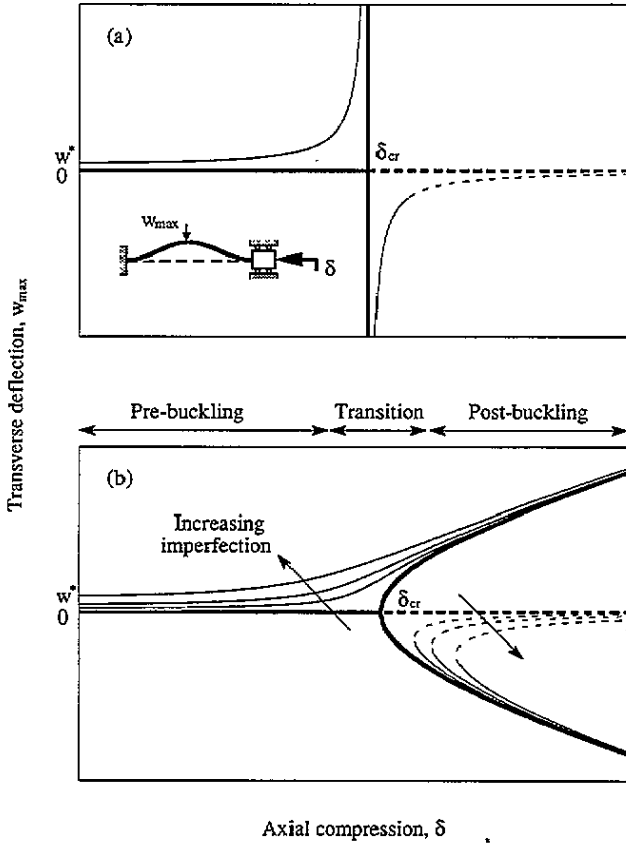 (a)
w*
0
δcr
wmax
δ
Transverse deflection, wmax
Pre-buckling
Transition
Post-buckling
(b)
Increasing
imperfection
w*
0
δcr
Axial compression, δ